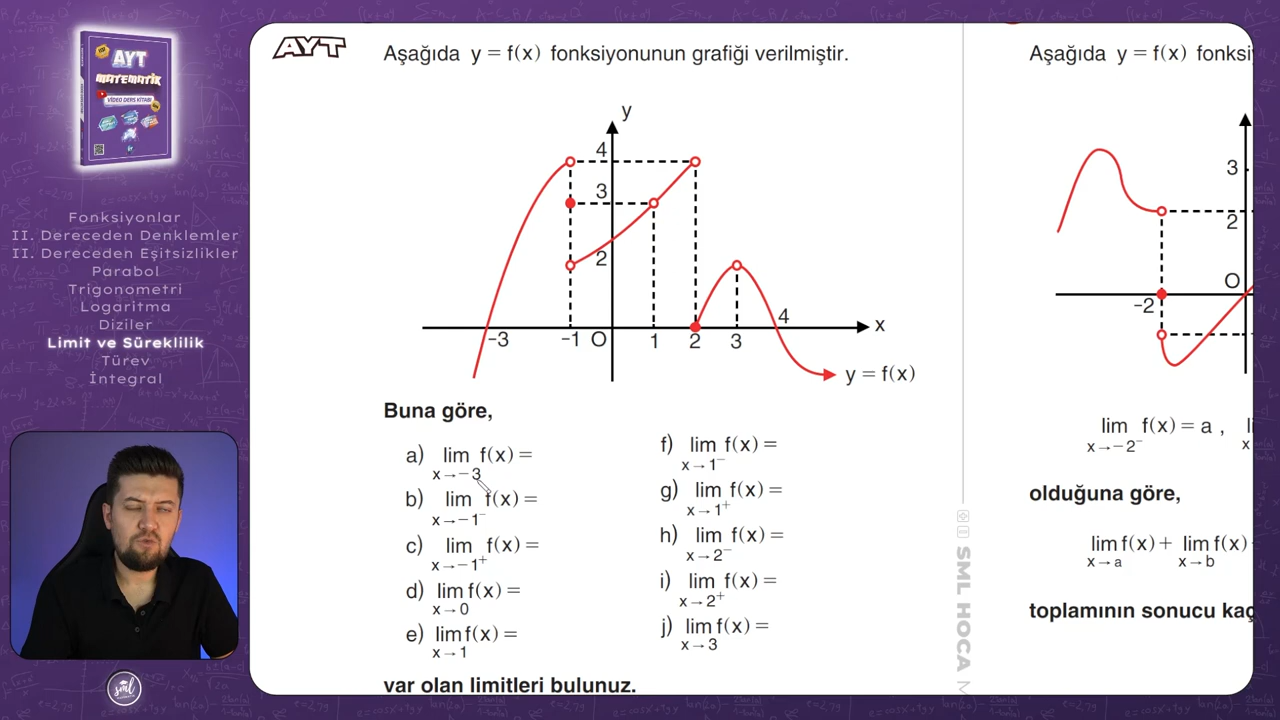 AYT
MATEMATİK
VİDEO DERS KİTABI
Fonksiyonlar
II. Dereceden Denklemler
II. Dereceden Eşitsizlikler
Parabol
Trigonometri
Logaritma
Diziler
Limit ve Süreklilik
Türev
İntegral
sml
AYT
Aşağıda y = f(x) fonksiyonunun grafiği verilmiştir.
y
4
3
2
-3 -1 O 1 2 3 4 x
y = f(x)
Buna göre,
a) lim f(x) =
x→-3
b) lim f(x) =
x→-1⁻
c) lim f(x) =
x→-1⁺
d) lim f(x) =
x→0
e) lim f(x) =
x→1
f) lim f(x) =
x→1⁻
g) lim f(x) =
x→1⁺
h) lim f(x) =
x→2⁻
i) lim f(x) =
x→2⁺
j) lim f(x) =
x→3
var olan limitleri bulunuz.
SML HOCA
Aşağıda y = f(x) fonksi
3
2
O
-2
lim f(x) = a ,
x→-2⁻
olduğuna göre,
lim f(x) + lim f(x)
x→a x→b
toplamının sonucu kaç